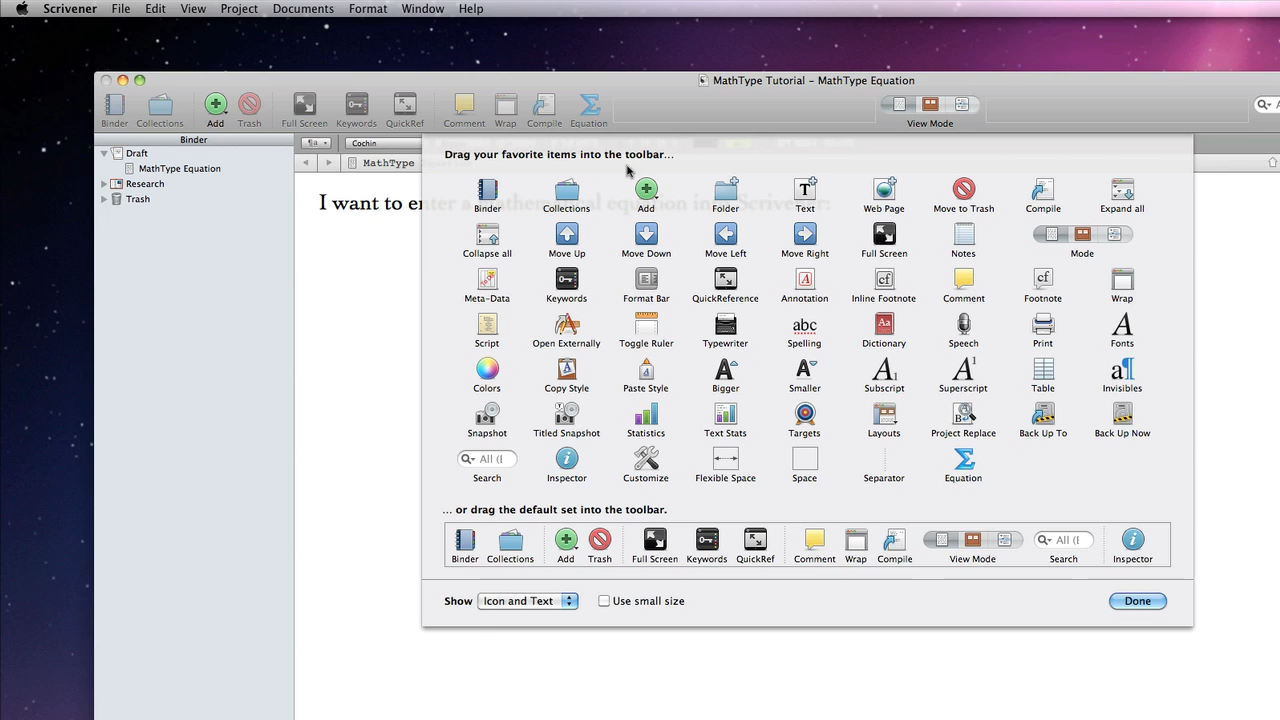 Scrivener File Edit View Project Documents Format Window Help
MathType Tutorial – MathType Equation
Binder Collections Add Trash Full Screen Keywords QuickRef Comment Wrap Compile Equation View Mode
Binder
Draft
MathType Equation
Research
Trash
¶a
Cochin
MathType
I want to enter a mathematical equation into Scrivener:
Drag your favorite items into the toolbar...
Binder Collections Add Folder Text Web Page Move to Trash Compile Expand all
Collapse all Move Up Move Down Move Left Move Right Full Screen Notes Mode
Meta-Data Keywords Format Bar QuickReference Annotation Inline Footnote Comment Footnote Wrap
Script Open Externally Toggle Ruler Typewriter Spelling Dictionary Speech Print Fonts
Colors Copy Style Paste Style Bigger Smaller Subscript Superscript Table Invisibles
Snapshot Titled Snapshot Statistics Text Stats Targets Layouts Project Replace Back Up To Back Up Now
Search Inspector Customize Flexible Space Space Separator Equation
... or drag the default set into the toolbar.
Binder Collections Add Trash Full Screen Keywords QuickRef Comment Wrap Compile View Mode Search Inspector
Show Icon and Text Use small size Done